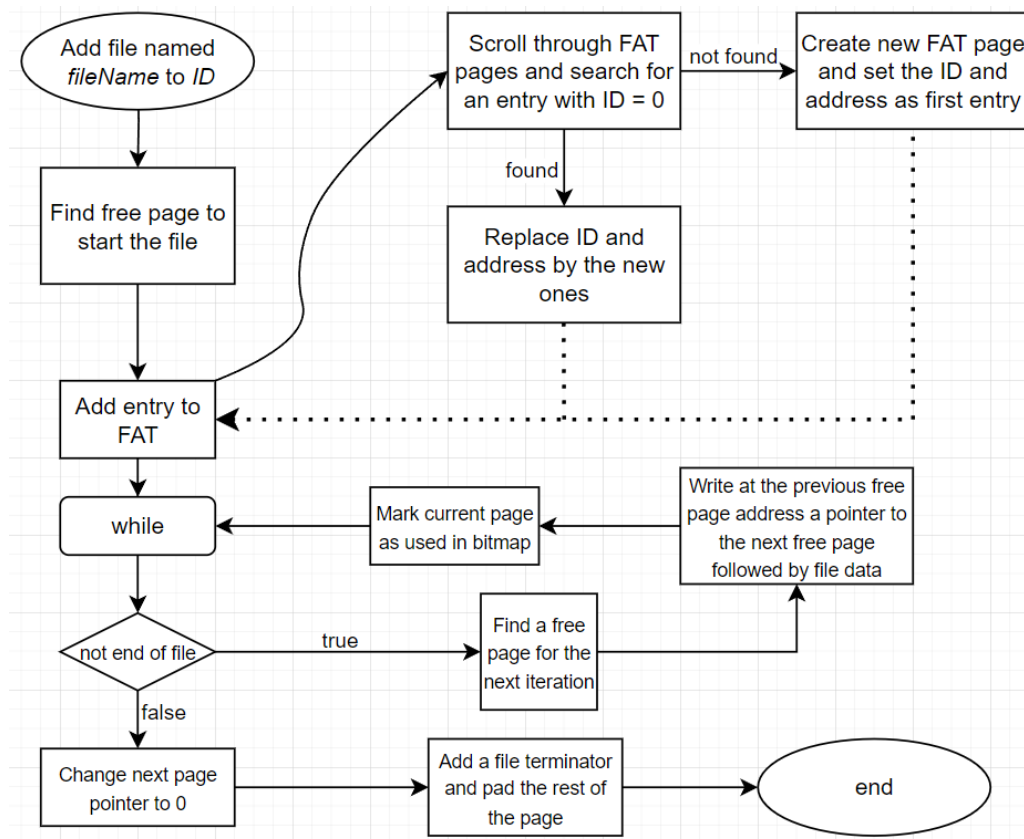 Add file named
fileName to ID
Scroll through FAT
pages and search for
an entry with ID = 0
not found
Create new FAT page
and set the ID and
address as first entry
found
Find free page to
start the file
Replace ID and
address by the new
ones
Add entry to
FAT
while
Mark current page
as used in bitmap
Write at the previous free
page address a pointer to
the next free page
followed by file data
not end of file
true
Find a free
page for the
next iteration
false
Change next page
pointer to 0
Add a file terminator
and pad the rest of
the page
end